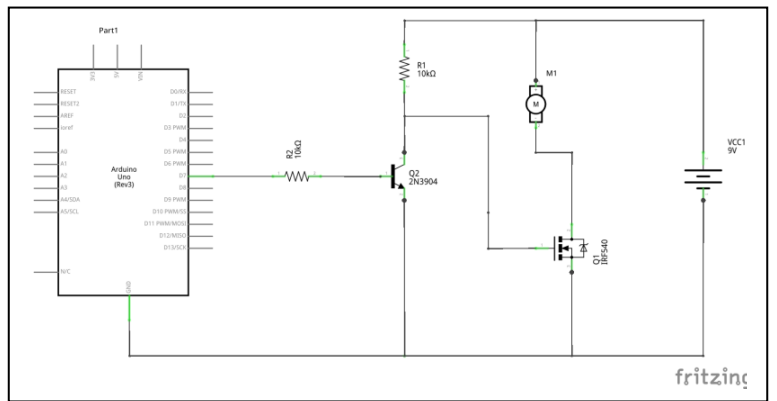 Part1
3V3
5V
VIN
RESET
RESET2
AREF
Ioref
A0
A1
A2
A3
A4/SDA
A5/SCL
N/C
Arduino
Uno
(Rev3)
D0/RX
D1/TX
D2
D3 PWM
D4
D5 PWM
D6 PWM
D7
D8
D9 PWM
D10 PWM/SS
D11 PWM/MOSI
D12/MISO
D13/SCK
GND
R2
10kΩ
R1
10kΩ
Q2
2N3904
M1
M
Q1
IRF540
VCC1
9V
fritzing